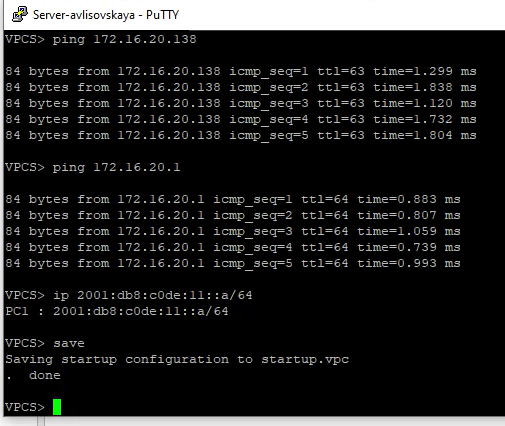 Server-avlisovskaya - PuTTY
VPCS> ping 172.16.20.138
84 bytes from 172.16.20.138 icmp_seq=1 ttl=63 time=1.299 ms
84 bytes from 172.16.20.138 icmp_seq=2 ttl=63 time=1.838 ms
84 bytes from 172.16.20.138 icmp_seq=3 ttl=63 time=1.120 ms
84 bytes from 172.16.20.138 icmp_seq=4 ttl=63 time=1.732 ms
84 bytes from 172.16.20.138 icmp_seq=5 ttl=63 time=1.804 ms
VPCS> ping 172.16.20.1
84 bytes from 172.16.20.1 icmp_seq=1 ttl=64 time=0.883 ms
84 bytes from 172.16.20.1 icmp_seq=2 ttl=64 time=0.807 ms
84 bytes from 172.16.20.1 icmp_seq=3 ttl=64 time=1.059 ms
84 bytes from 172.16.20.1 icmp_seq=4 ttl=64 time=0.739 ms
84 bytes from 172.16.20.1 icmp_seq=5 ttl=64 time=0.993 ms
VPCS> ip 2001:db8:c0de:11::a/64
PC1 : 2001:db8:c0de:11::a/64
VPCS> save
Saving startup configuration to startup.vpc
.  done
VPCS>